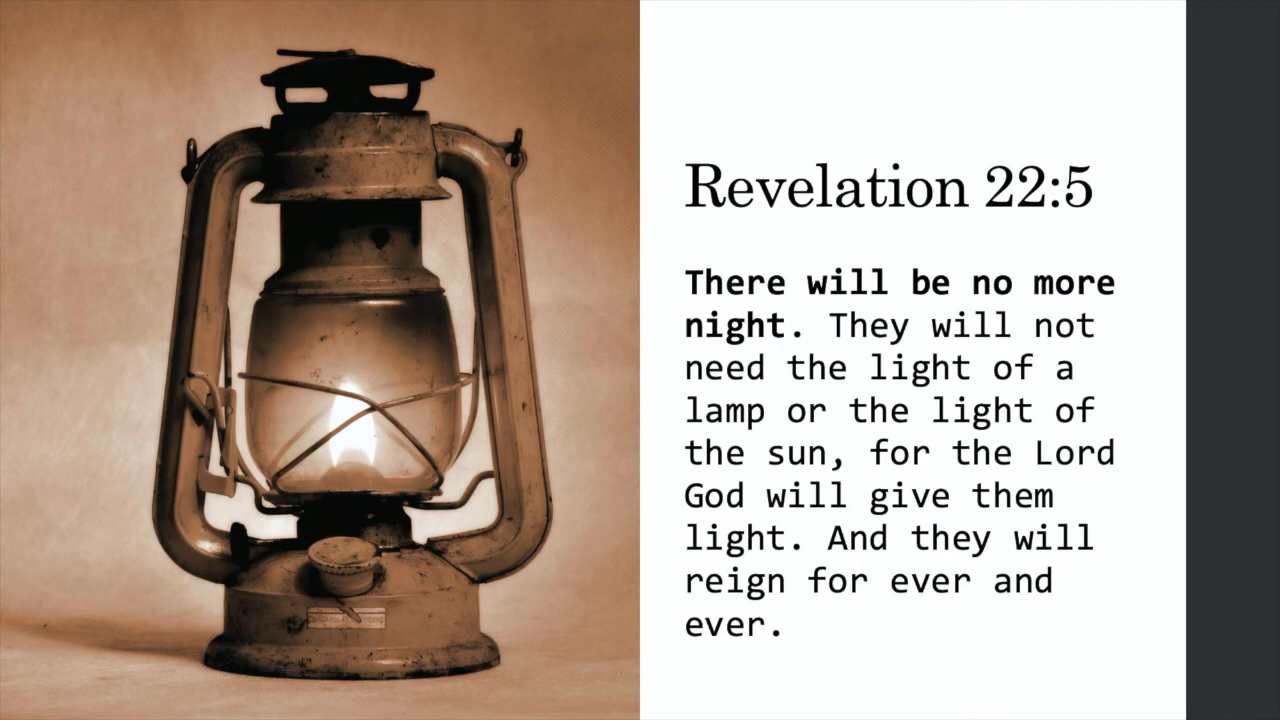 Revelation 22:5
There will be no more
night. They will not
need the light of a
lamp or the light of
the sun, for the Lord
God will give them
light. And they will
reign for ever and
ever.